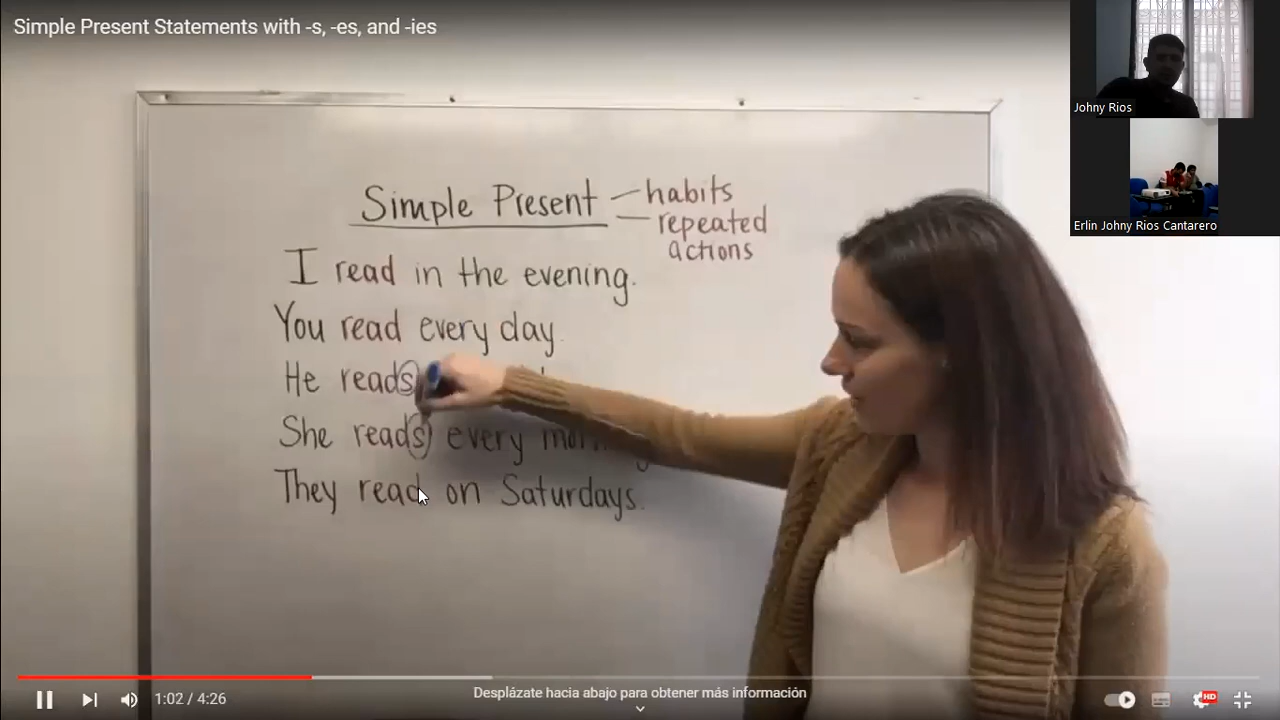 Simple Present Statements with -s, -es, and -ies
Johny Rios
Erlin Johny Rios Cantarero
Simple Present
habits
repeated
actions
I read in the evening.
You read every day.
He reads
She reads every
They read on Saturdays.
1:02 / 4:26
HD
Desplázate hacia abajo para obtener más información